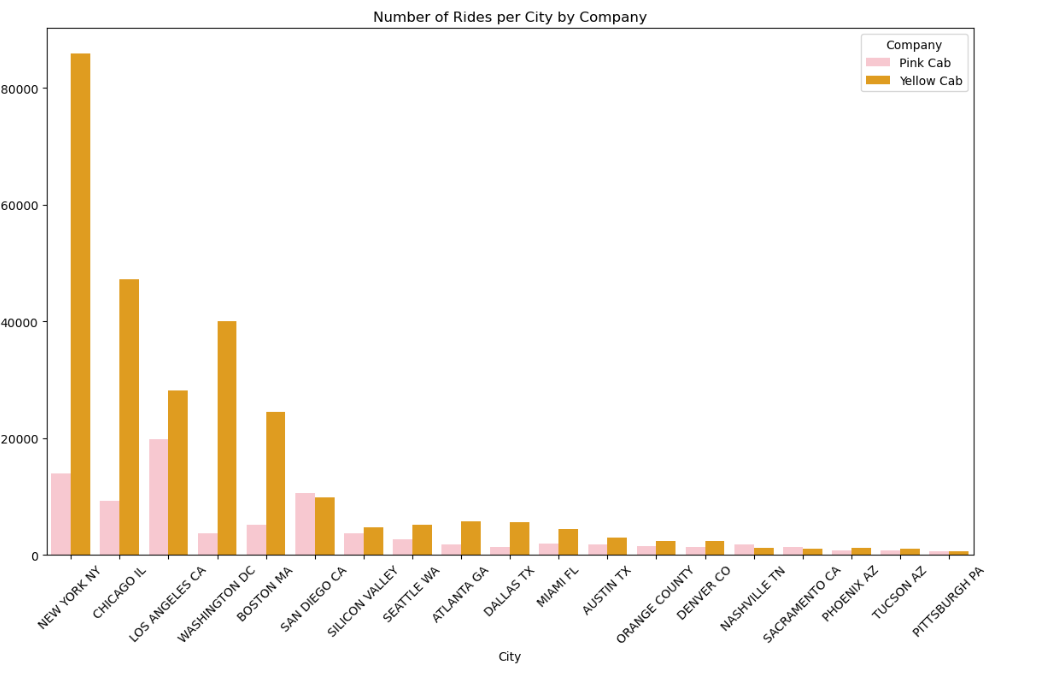 Number of Rides per City by Company
Company
Pink Cab
Yellow Cab
80000
60000
40000
20000
0
NEW YORK NY
CHICAGO IL
LOS ANGELES CA
WASHINGTON DC
BOSTON MA
SAN DIEGO CA
SILICON VALLEY
SEATTLE WA
ATLANTA GA
DALLAS TX
MIAMI FL
AUSTIN TX
ORANGE COUNTY
DENVER CO
NASHVILLE TN
SACRAMENTO CA
PHOENIX AZ
TUCSON AZ
PITTSBURGH PA
City